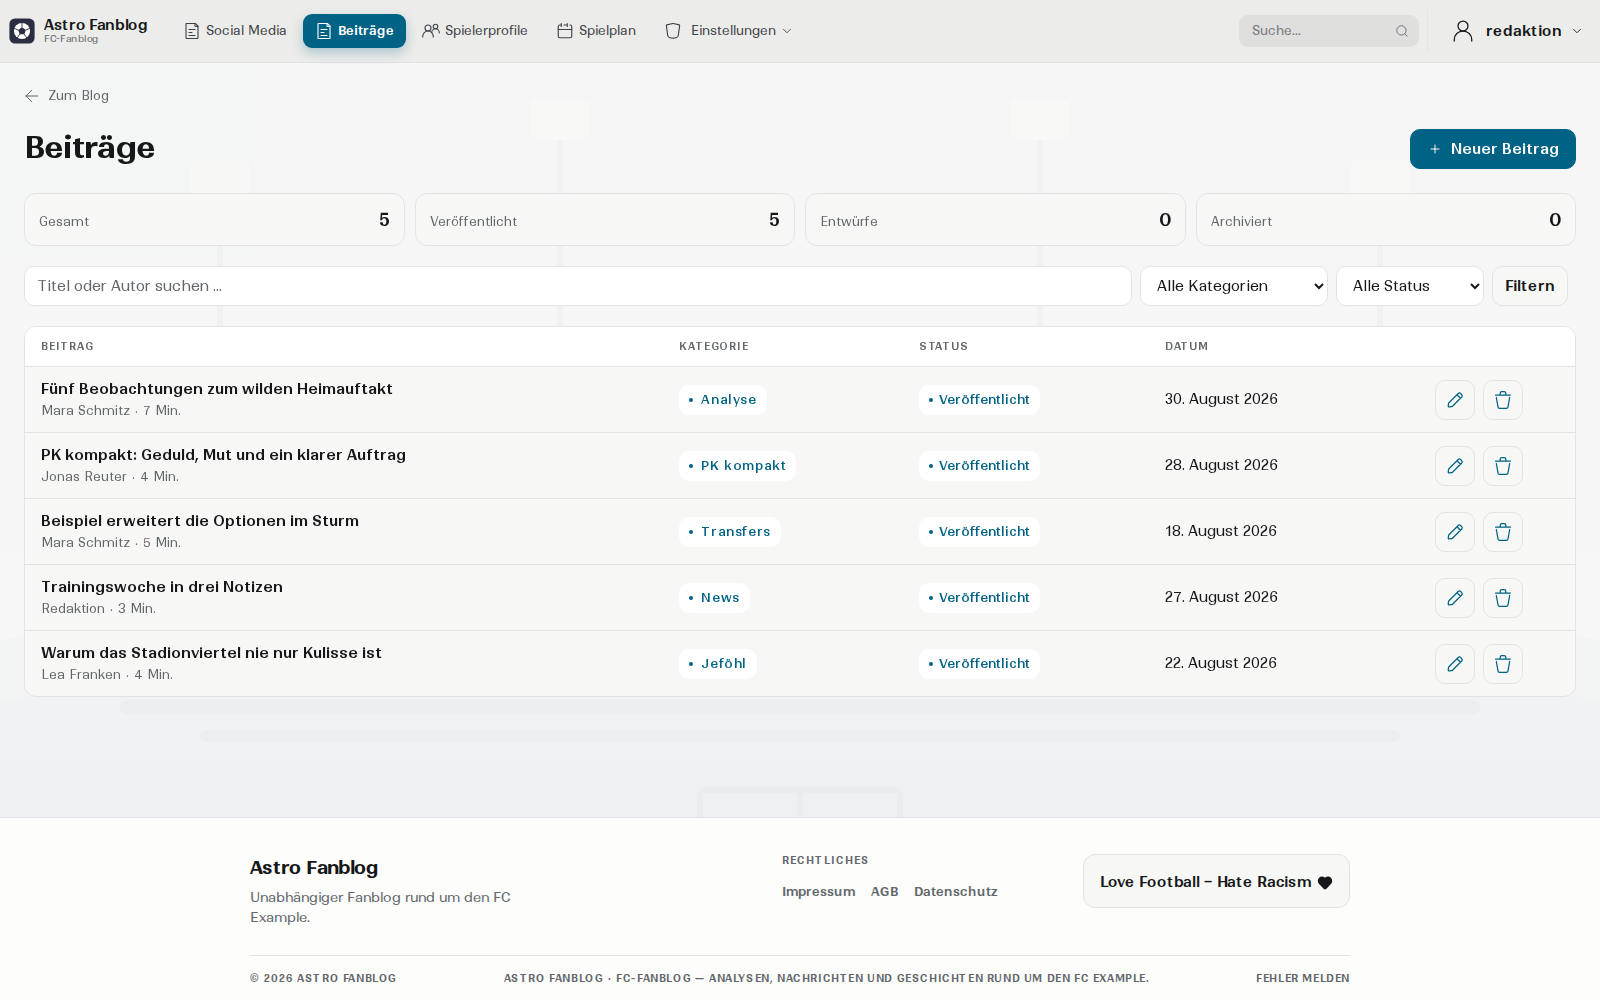 Astro Fanblog
FC-Fanblog
Social Media
Beiträge
Spielerprofile
Spielplan
Einstellungen
Suche...
redaktion
Zum Blog
Beiträge
+ Neuer Beitrag
Gesamt 5
Veröffentlicht 5
Entwürfe 0
Archiviert 0
Titel oder Autor suchen ...
Alle Kategorien
Alle Status
Filtern
BEITRAG KATEGORIE STATUS DATUM
Fünf Beobachtungen zum wilden Heimauftakt
Mara Schmitz · 7 Min.
• Analyse
• Veröffentlicht
30. August 2026
PK kompakt: Geduld, Mut und ein klarer Auftrag
Jonas Reuter · 4 Min.
• PK kompakt
• Veröffentlicht
28. August 2026
Beispiel erweitert die Optionen im Sturm
Mara Schmitz · 5 Min.
• Transfers
• Veröffentlicht
18. August 2026
Trainingswoche in drei Notizen
Redaktion · 3 Min.
• News
• Veröffentlicht
27. August 2026
Warum das Stadionviertel nie nur Kulisse ist
Lea Franken · 4 Min.
• Jeföhl
• Veröffentlicht
22. August 2026
Astro Fanblog
Unabhängiger Fanblog rund um den FC
Example.
RECHTLICHES
Impressum AGB Datenschutz
Love Football – Hate Racism ♥
© 2026 ASTRO FANBLOG
ASTRO FANBLOG · FC-FANBLOG — ANALYSEN, NACHRICHTEN UND GESCHICHTEN RUND UM DEN FC EXAMPLE.
FEHLER MELDEN